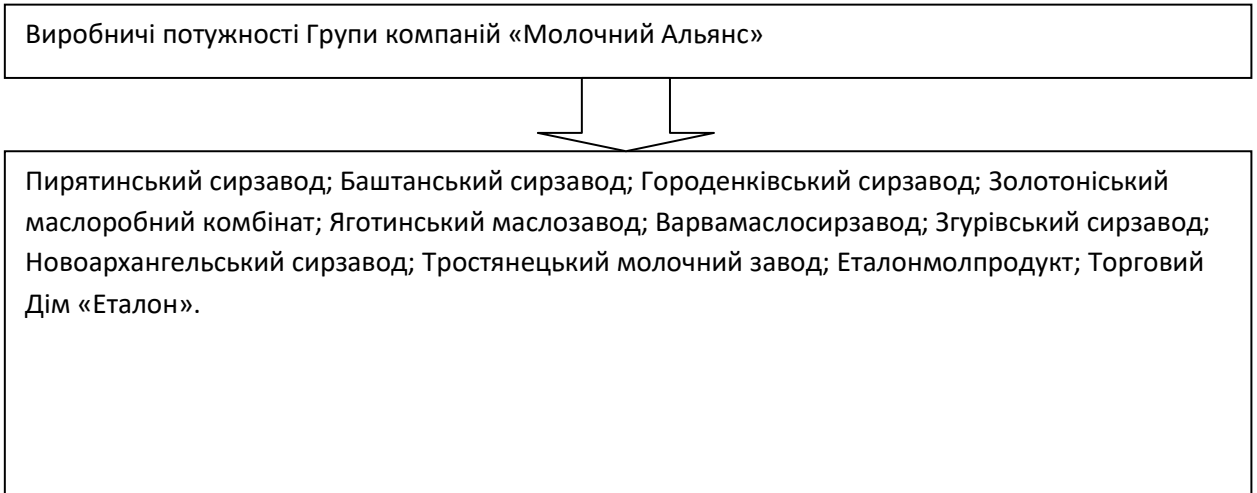 Виробничі потужності Групи компаній «Молочний Альянс»
Пирятинський сирзавод; Баштанський сирзавод; Городенківський сирзавод; Золотоніський
маслоробний комбінат; Яготинський маслозавод; Варвамаслосирзавод; Згурівський сирзавод;
Новоархангельський сирзавод; Тростянецький молочний завод; Еталонмолпродукт; Торговий
Дім «Еталон».